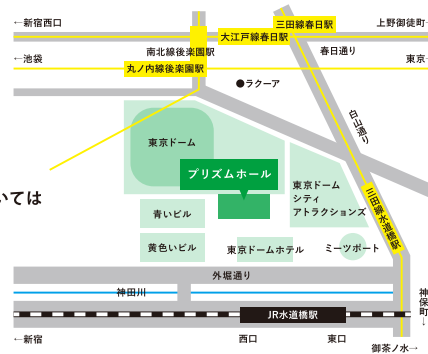 ←新宿西口
三田線春日駅
上野御徒町→
大江戸線春日駅
南北線後楽園駅
春日通り
←池袋
丸ノ内線後楽園駅
東京→
●ラクーア
白山通り
東京ドーム
プリズムホール
いては
東京ドーム
シティ
アトラクションズ
三田線水道橋駅
青いビル
黄色いビル
東京ドームホテル
ミーツポート
外堀通り
神田川
神保町→
JR水道橋駅
←新宿
西口
東口
御茶ノ水→